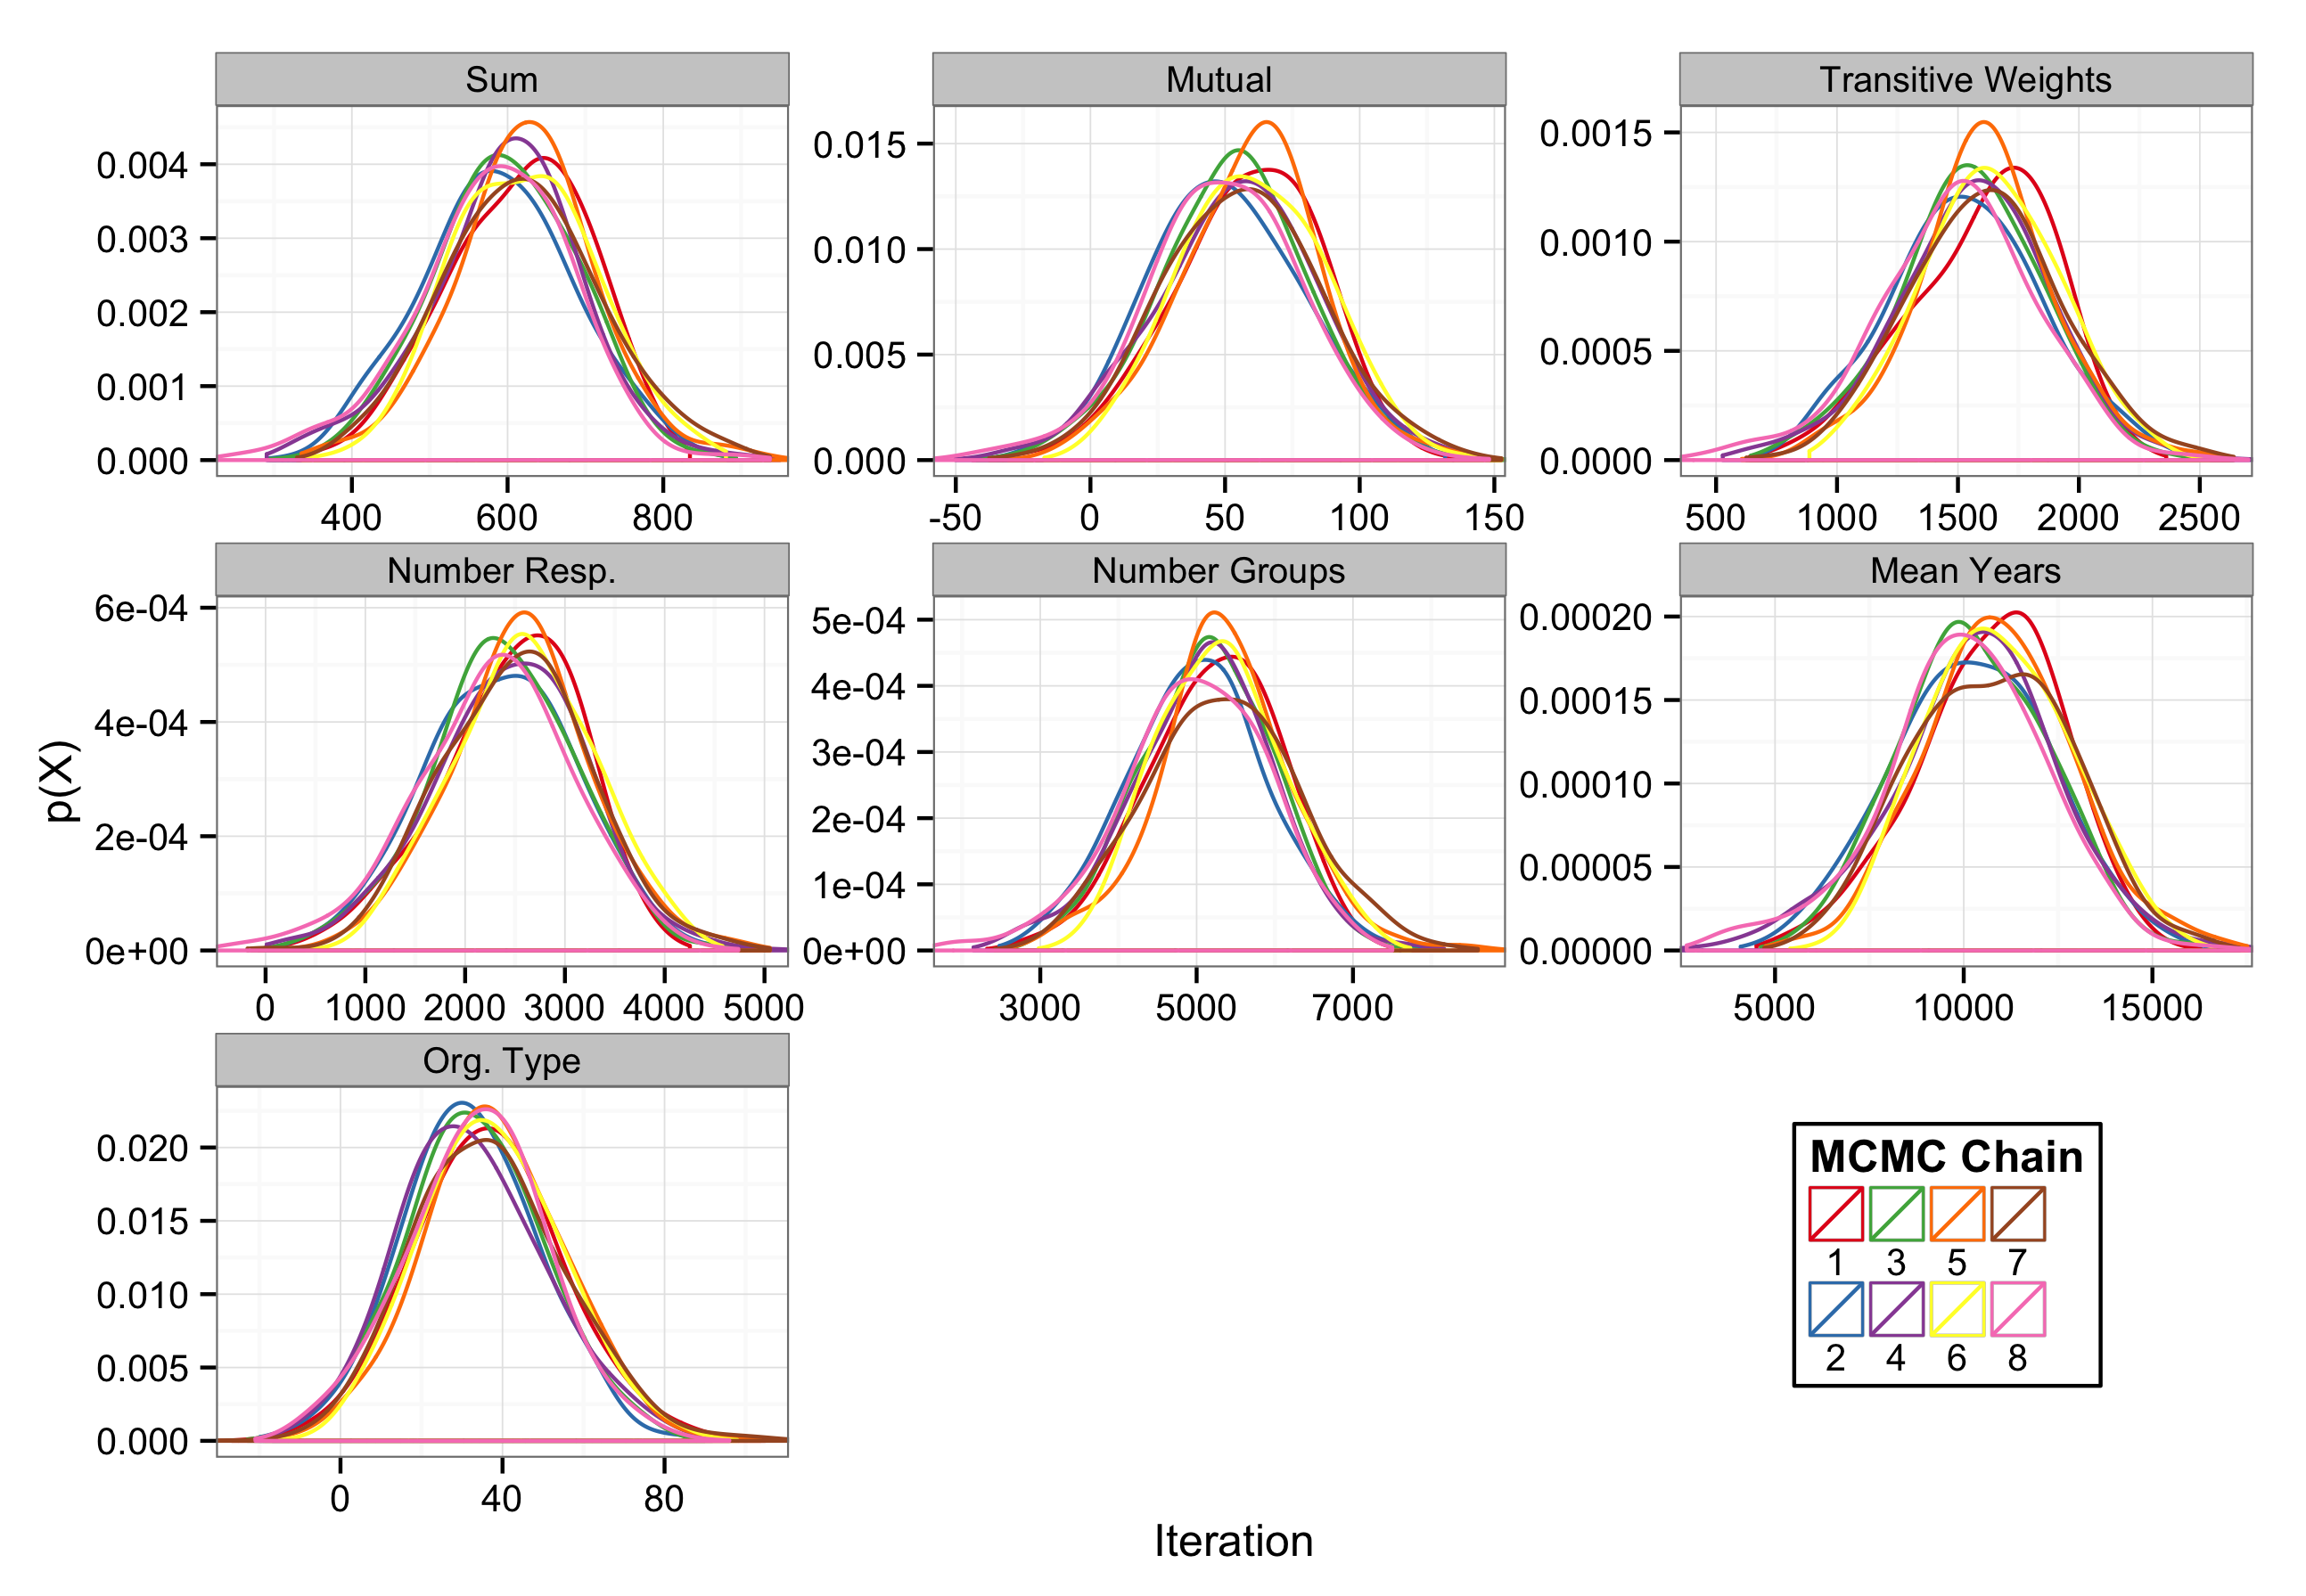 Sum
Mutual
Transitive Weights
0.004
0.003
0.002
0.001
0.000
400 600 800
0.015
0.010
0.005
0.000
-50 0 50 100 150
0.0015
0.0010
0.0005
0.0000
500 1000 1500 2000 2500
Number Resp.
Number Groups
Mean Years
p(X)
6e-04
4e-04
2e-04
0e+00
0 1000 2000 3000 4000 5000
5e-04
4e-04
3e-04
2e-04
1e-04
0e+00
3000 5000 7000
0.00020
0.00015
0.00010
0.00005
0.00000
5000 10000 15000
Org. Type
0.020
0.015
0.010
0.005
0.000
0 40 80
MCMC Chain
1 3 5 7
2 4 6 8
Iteration